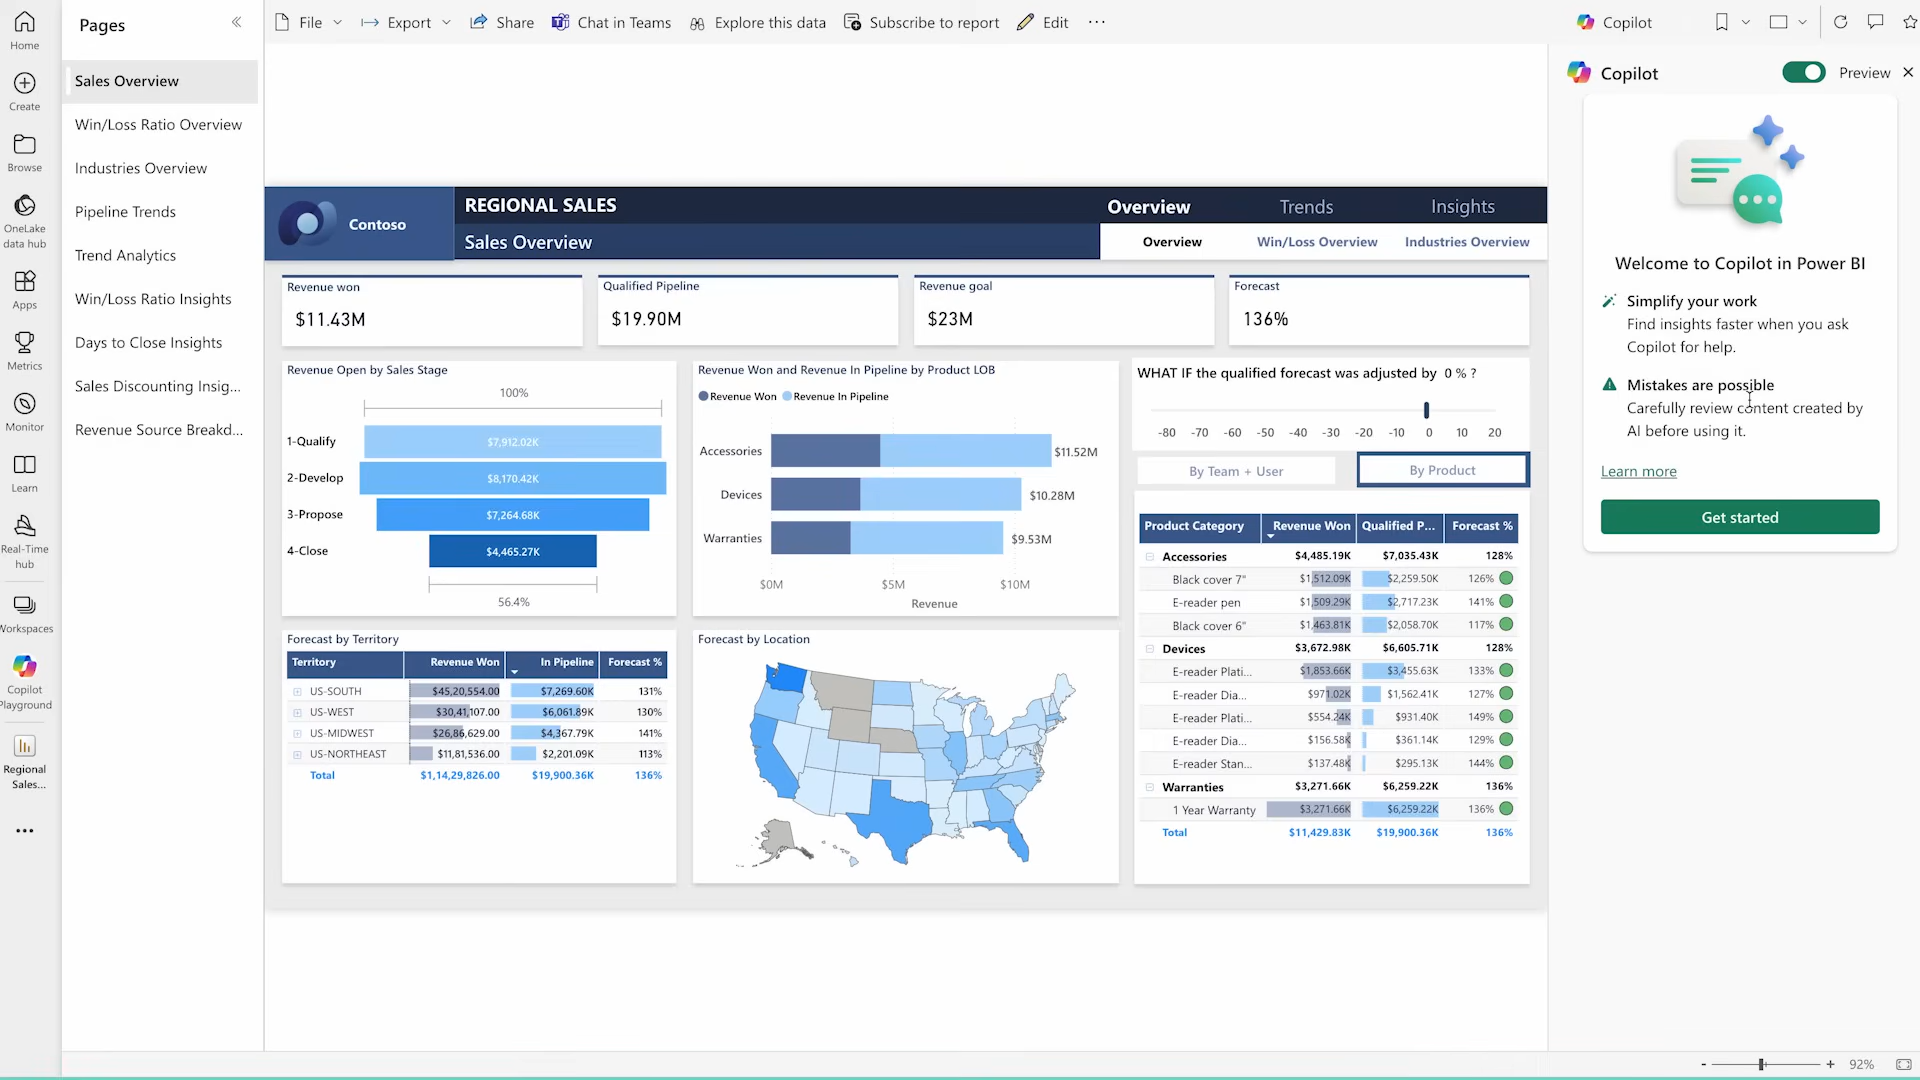 Home
Create
Browse
OneLake
data hub
Apps
Metrics
Monitor
Learn
Real-Time
hub
Workspaces
Copilot
Playground
Regional
Sales...
Pages
Sales Overview
Win/Loss Ratio Overview
Industries Overview
Pipeline Trends
Trend Analytics
Win/Loss Ratio Insights
Days to Close Insights
Sales Discounting Insig...
Revenue Source Breakd...
File
Export
Share
Chat in Teams
Explore this data
Subscribe to report
Edit
Copilot
Contoso
REGIONAL SALES
Sales Overview
Overview Trends Insights
Overview Win/Loss Overview Industries Overview
Revenue won
$11.43M
Qualified Pipeline
$19.90M
Revenue goal
$23M
Forecast
136%
Revenue Open by Sales Stage
100%
1-Qualify $7,912.02K
2-Develop $8,170.42K
3-Propose $7,264.68K
4-Close $4,465.27K
56.4%
Revenue Won and Revenue In Pipeline by Product LOB
Revenue Won Revenue In Pipeline
Accessories $11.52M
Devices $10.28M
Warranties $9.53M
$0M $5M $10M
Revenue
WHAT IF the qualified forecast was adjusted by 0 % ?
-80 -70 -60 -50 -40 -30 -20 -10 0 10 20
By Team + User By Product
Product Category Revenue Won Qualified P... Forecast %
Accessories $4,485.19K $7,035.43K 128%
Black cover 7" $1,512.09K $2,259.50K 126%
E-reader pen $1,509.29K $2,717.23K 141%
Black cover 6" $1,463.81K $2,058.70K 117%
Devices $3,672.98K $6,605.71K 128%
E-reader Plati... $1,853.66K $3,455.63K 133%
E-reader Dia... $971.02K $1,562.41K 127%
E-reader Plati... $554.24K $931.40K 149%
E-reader Dia... $156.58K $361.14K 129%
E-reader Stan... $137.48K $295.13K 144%
Warranties $3,271.66K $6,259.22K 136%
1 Year Warranty $3,271.66K $6,259.22K 136%
Total $11,429.83K $19,900.36K 136%
Forecast by Territory
Territory Revenue Won In Pipeline Forecast %
US-SOUTH $45,20,554.00 $7,269.60K 131%
US-WEST $30,41,107.00 $6,061.89K 130%
US-MIDWEST $26,86,629.00 $4,367.79K 141%
US-NORTHEAST $11,81,536.00 $2,201.09K 113%
Total $1,14,29,826.00 $19,900.36K 136%
Forecast by Location
Copilot
Preview
Welcome to Copilot in Power BI
Simplify your work
Find insights faster when you ask
Copilot for help.
Mistakes are possible
Carefully review content created by
AI before using it.
Learn more
Get started
- + 92%